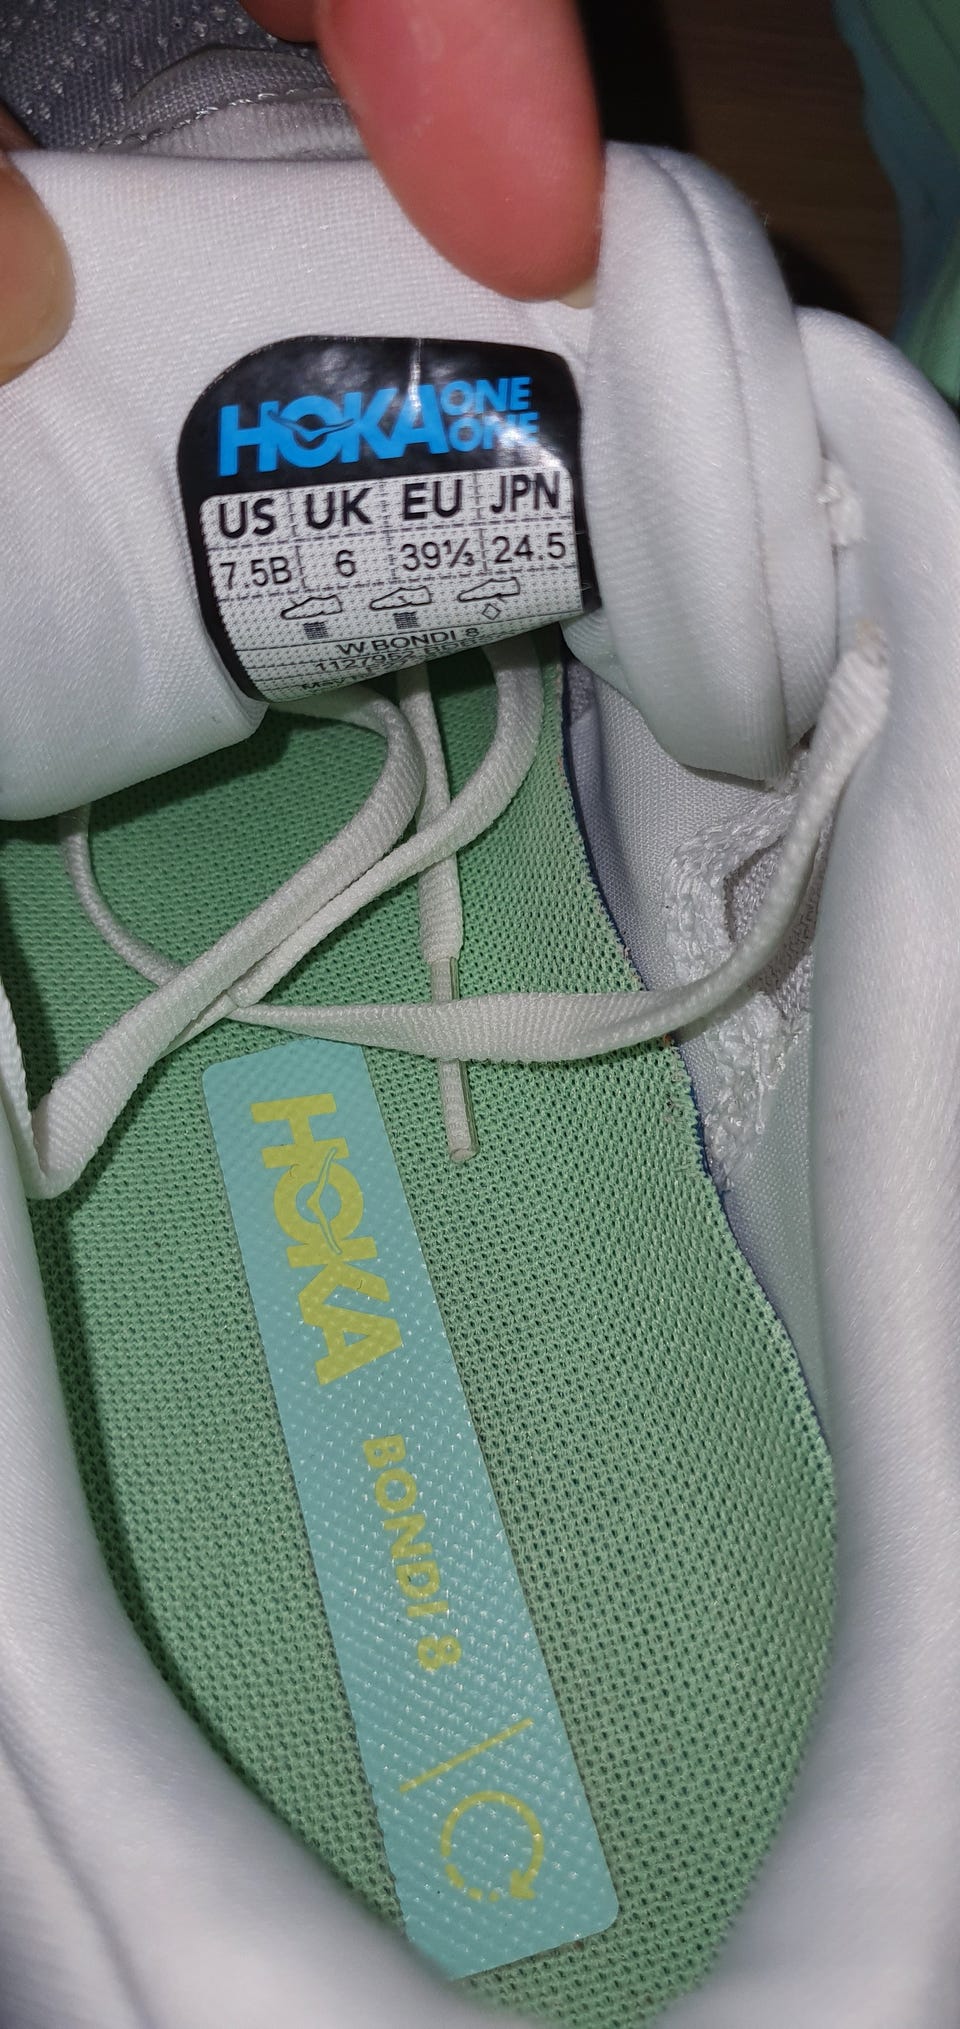 HOKA ONE ONE
US UK EU JPN
7.5B 6 39⅓ 24.5
W BONDI 8
HOKA BONDI 8